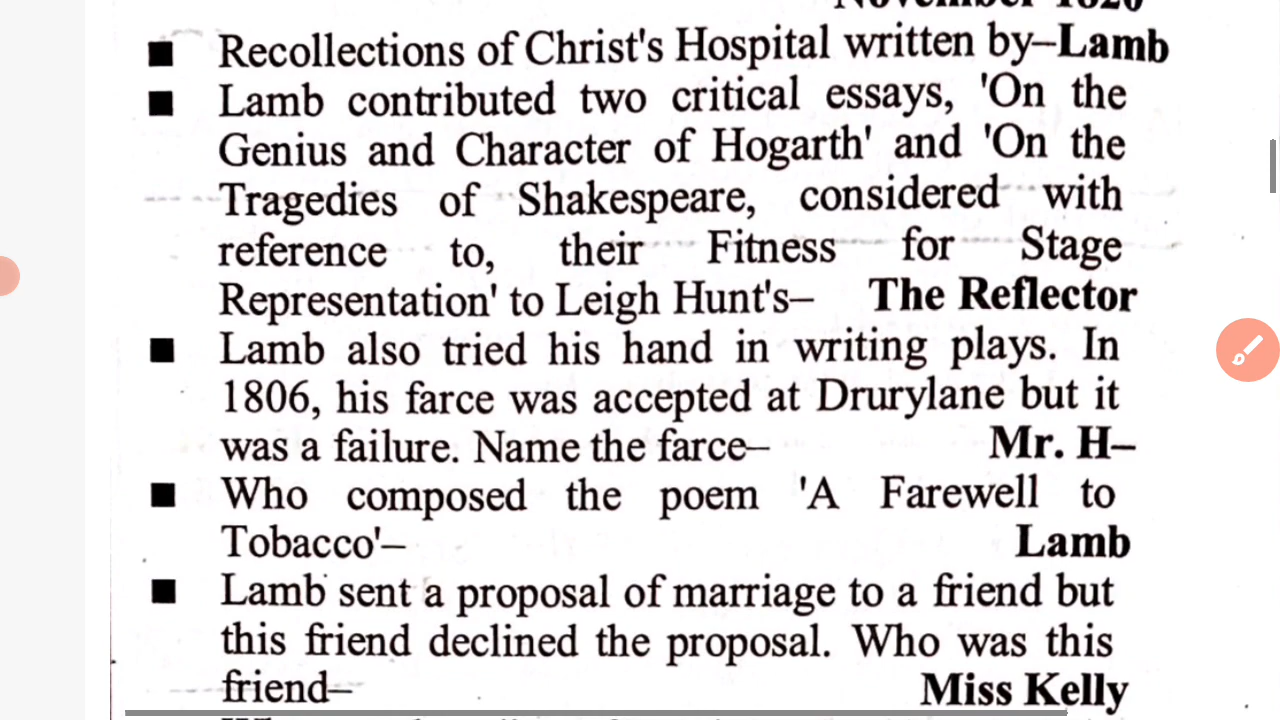 November 1820
■ Recollections of Christ's Hospital written by–Lamb
■ Lamb contributed two critical essays, 'On the
Genius and Character of Hogarth' and 'On the
Tragedies of Shakespeare, considered with
reference to, their Fitness for Stage
Representation' to Leigh Hunt's– The Reflector
■ Lamb also tried his hand in writing plays. In
1806, his farce was accepted at Drurylane but it
was a failure. Name the farce– Mr. H–
■ Who composed the poem 'A Farewell to
Tobacco'– Lamb
■ Lamb sent a proposal of marriage to a friend but
this friend declined the proposal. Who was this
friend– Miss Kelly